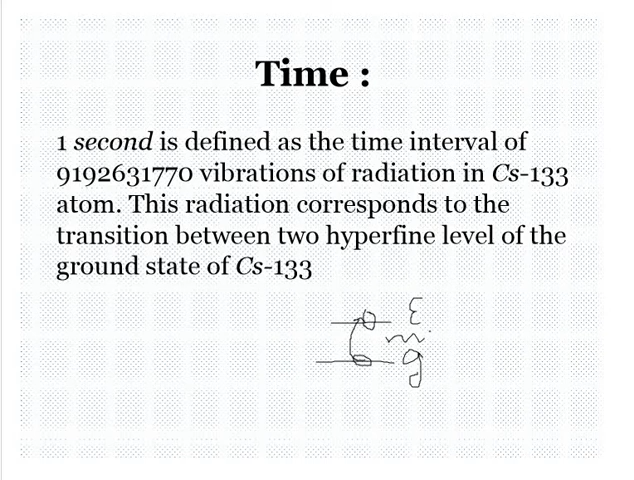 Time :
1 second is defined as the time interval of
9192631770 vibrations of radiation in Cs-133
atom. This radiation corresponds to the
transition between two hyperfine level of the
ground state of Cs-133
g